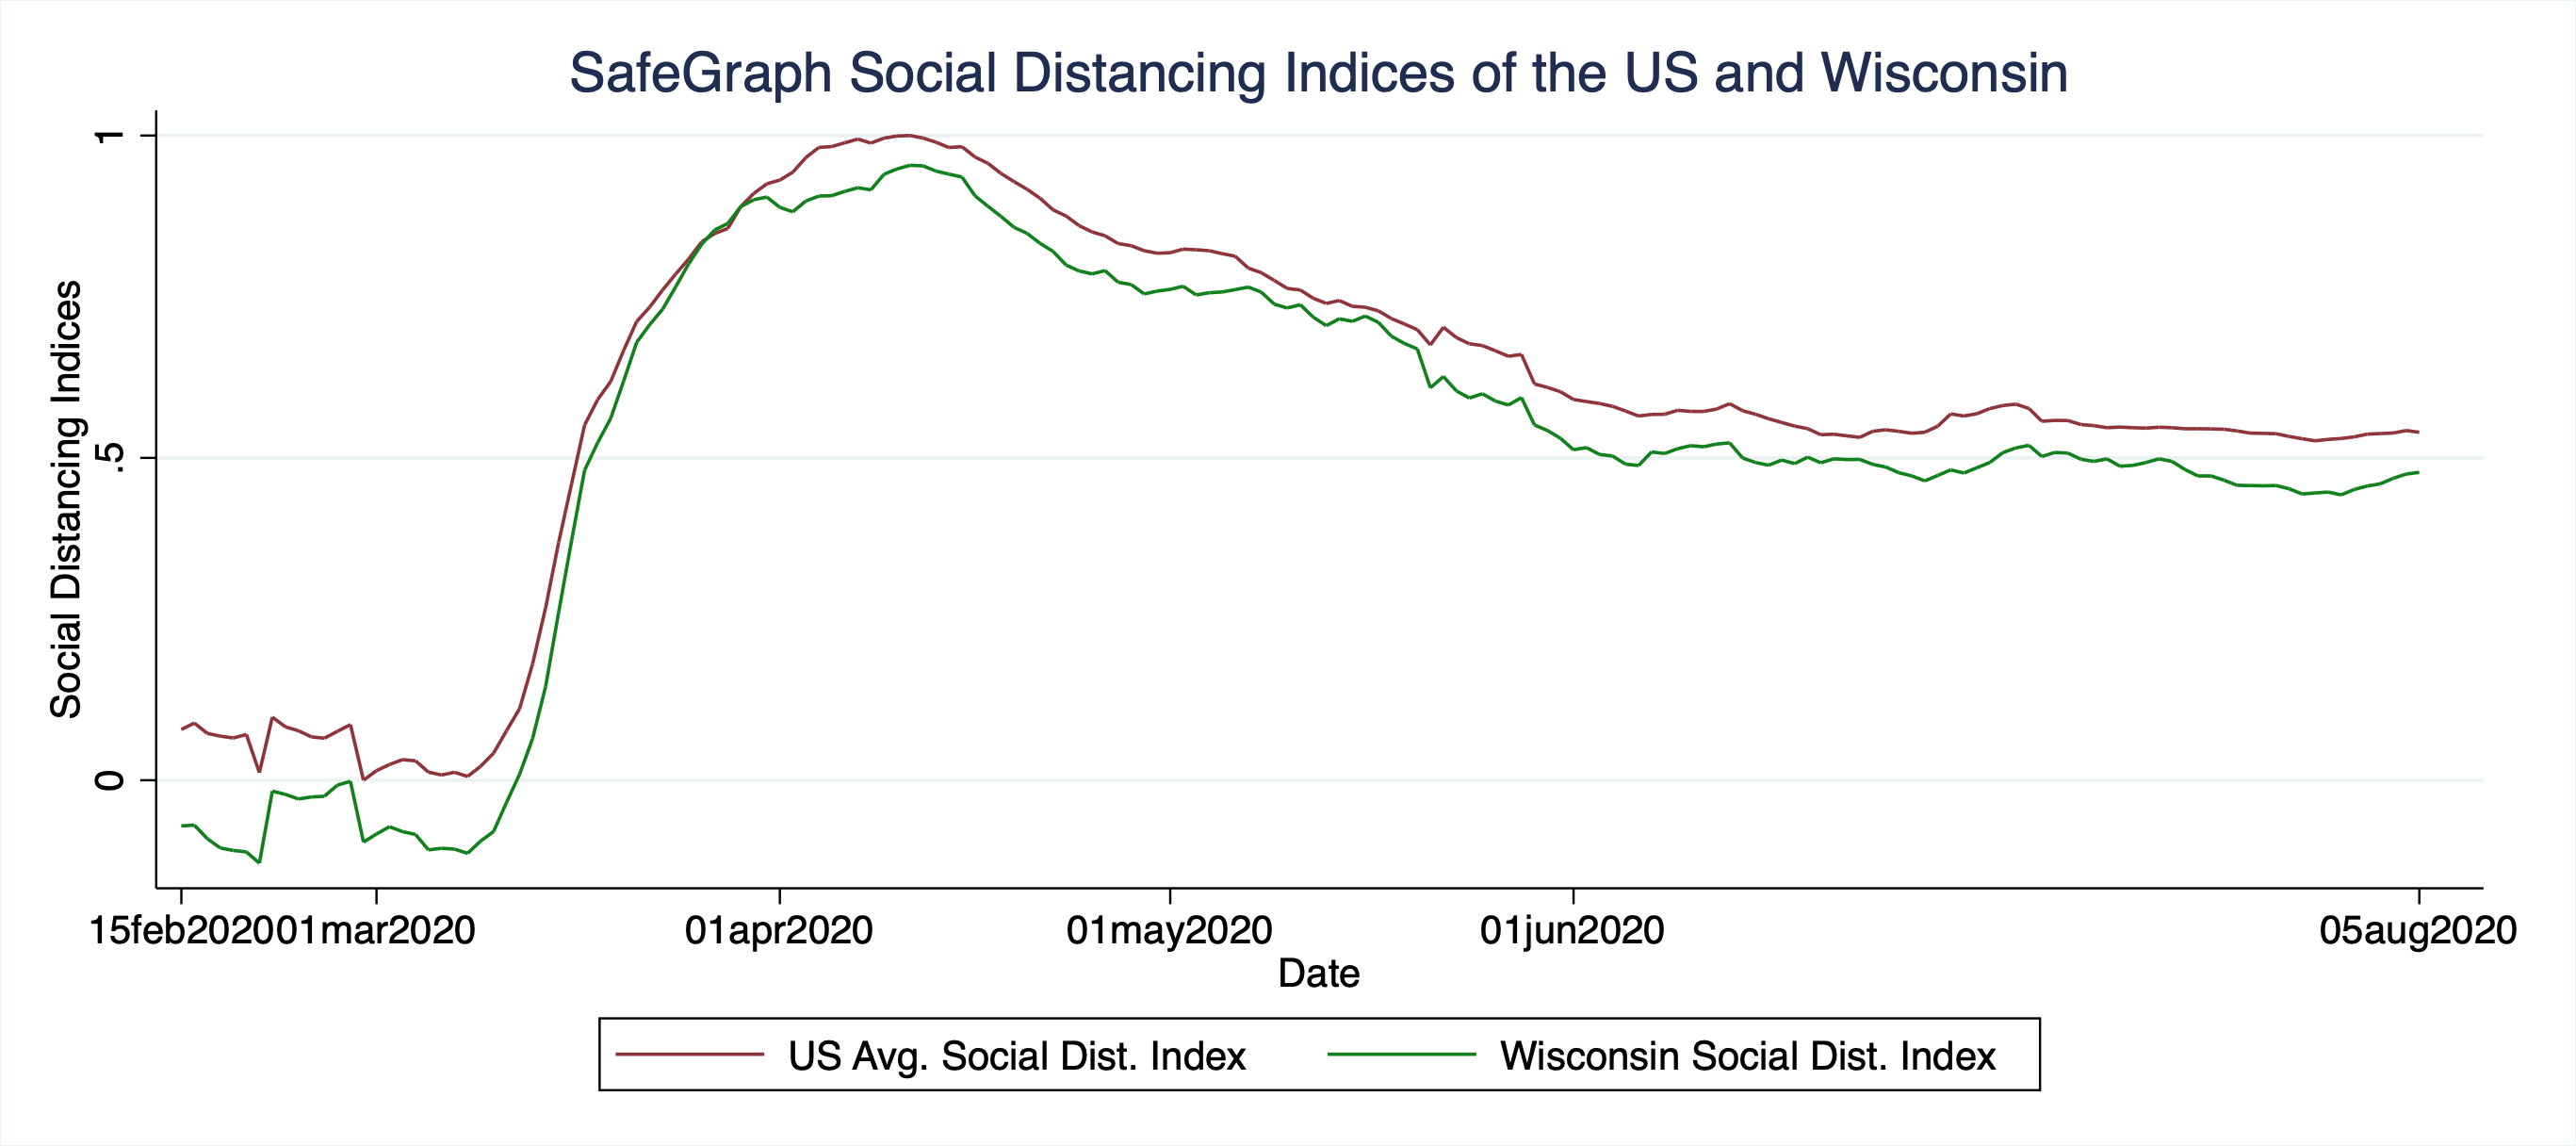 SafeGraph Social Distancing Indices of the US and Wisconsin
Social Distancing Indices
1
.5
0
15feb2020 01mar2020 01apr2020 01may2020 01jun2020 05aug2020
Date
US Avg. Social Dist. Index Wisconsin Social Dist. Index